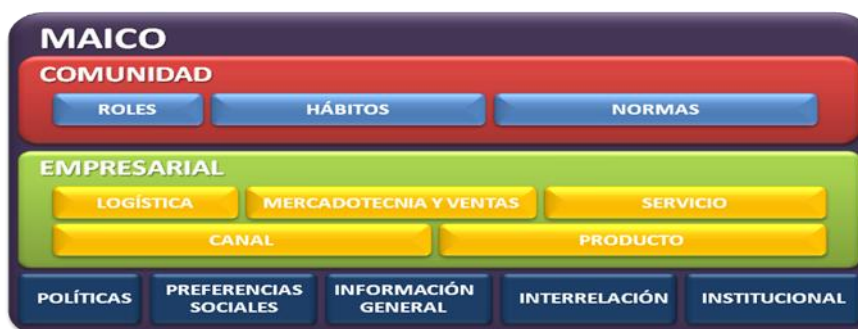 MAICO
COMUNIDAD
ROLES
HÁBITOS
NORMAS
EMPRESARIAL
LOGÍSTICA
MERCADOTECNIA Y VENTAS
SERVICIO
CANAL
PRODUCTO
POLÍTICAS
PREFERENCIAS
SOCIALES
INFORMACIÓN
GENERAL
INTERRELACIÓN
INSTITUCIONAL